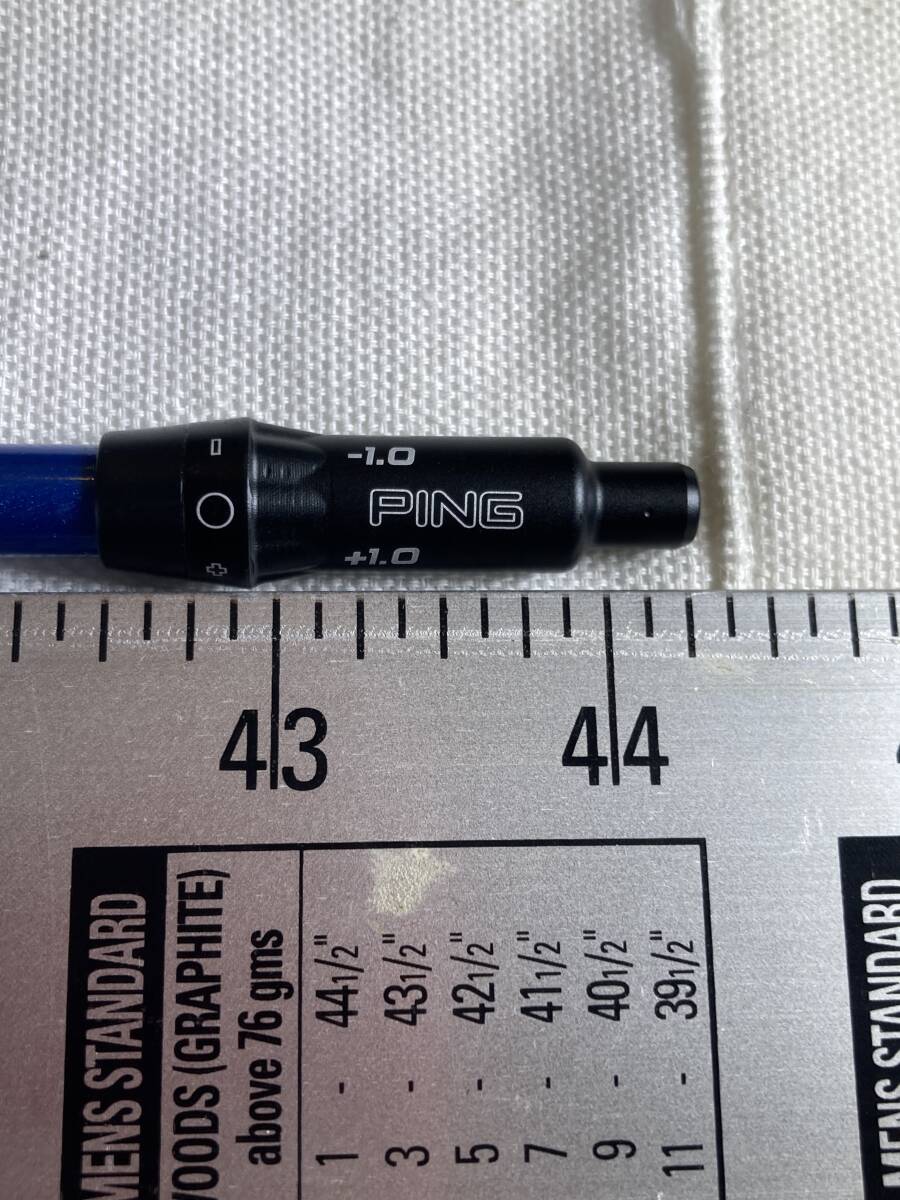 -1.0
PING
+1.0
43
44
MENS STANDARD
WOODS (GRAPHITE)
above 76 gms
1 - 44 1/2"
3 - 43 1/2"
5 - 42 1/2"
7 - 41 1/2"
9 - 40 1/2"
11 - 39 1/2"
MENS STANDARD